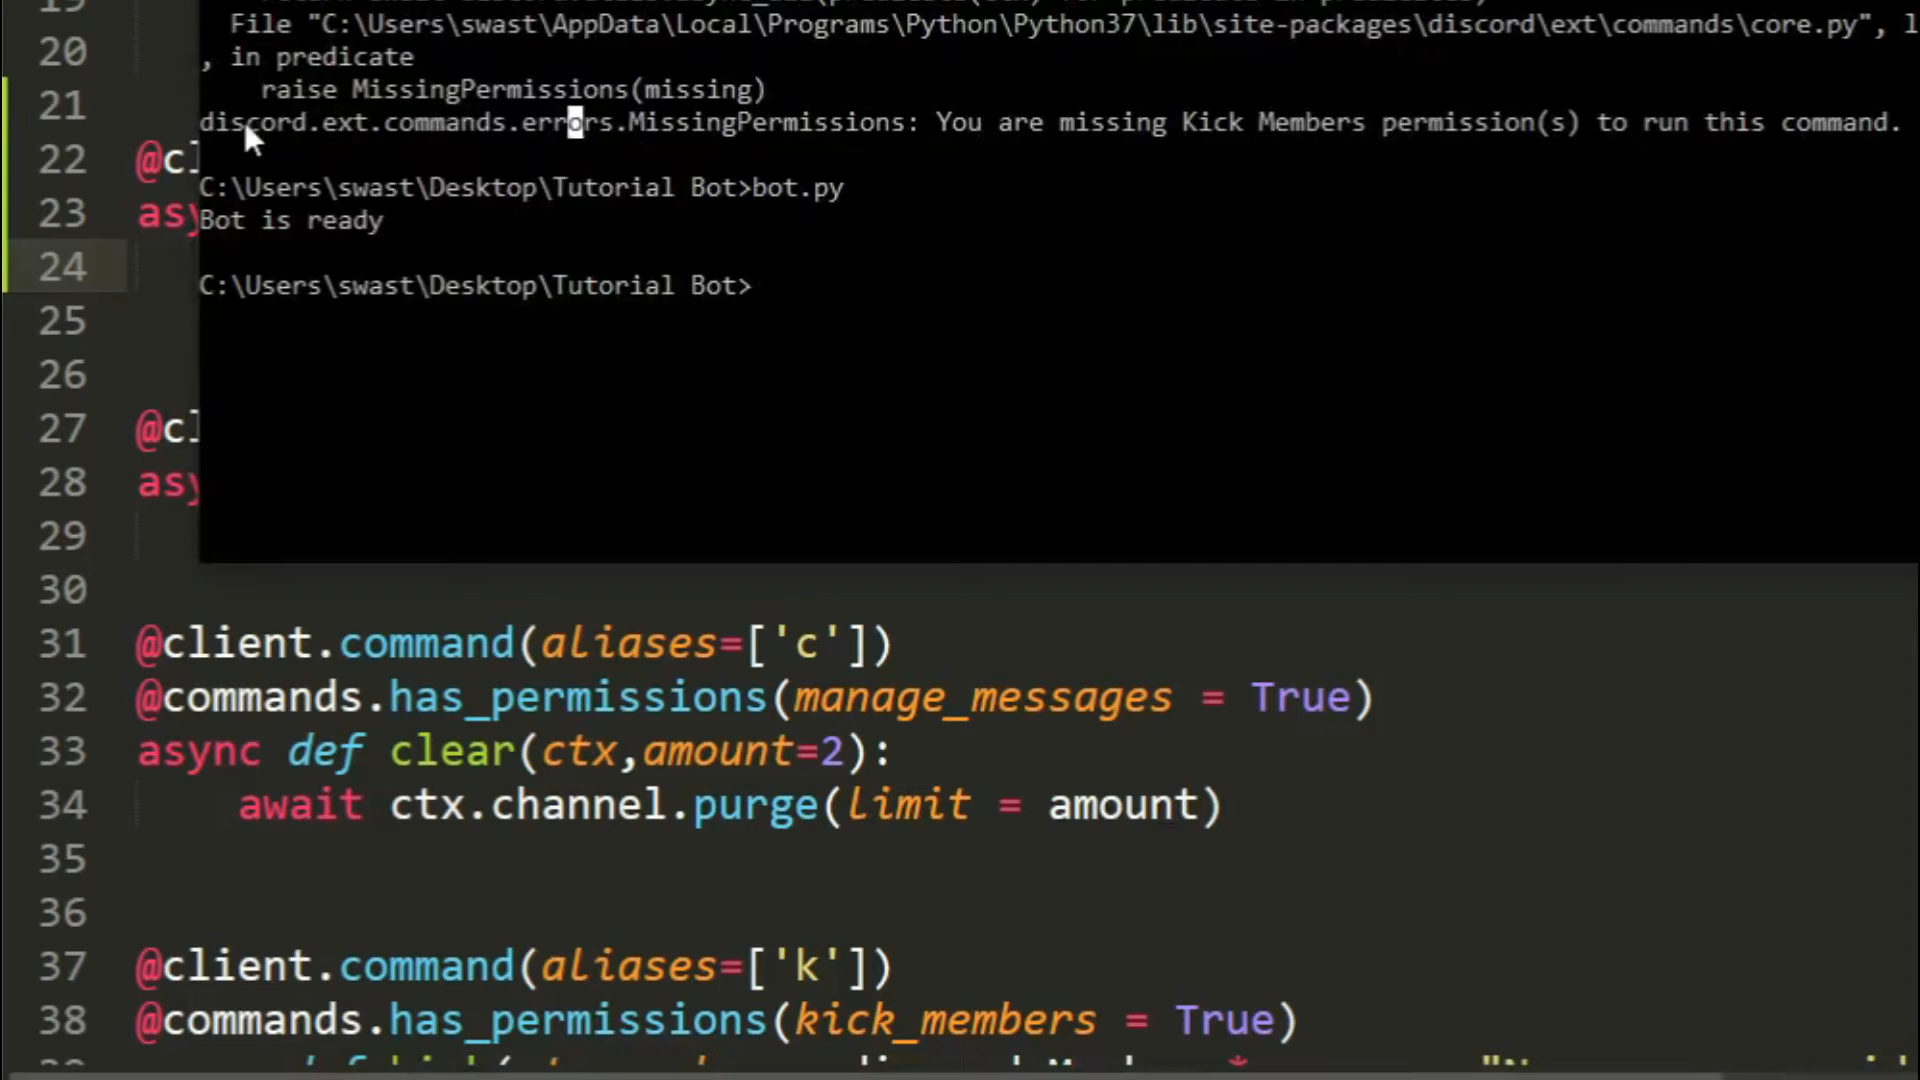 19
File "C:\Users\swast\AppData\Local\Programs\Python\Python37\lib\site-packages\discord\ext\commands\core.py", l
20
, in predicate
raise MissingPermissions(missing)
21
discord.ext.commands.errors.MissingPermissions: You are missing Kick Members permission(s) to run this command.
22 @cl
C:\Users\swast\Desktop\Tutorial Bot>bot.py
23 asy
Bot is ready
24
C:\Users\swast\Desktop\Tutorial Bot>
25
26
27 @cl
28 asy
29
30
31 @client.command(aliases=['c'])
32 @commands.has_permissions(manage_messages = True)
33 async def clear(ctx,amount=2):
34 await ctx.channel.purge(limit = amount)
35
36
37 @client.command(aliases=['k'])
38 @commands.has_permissions(kick_members = True)